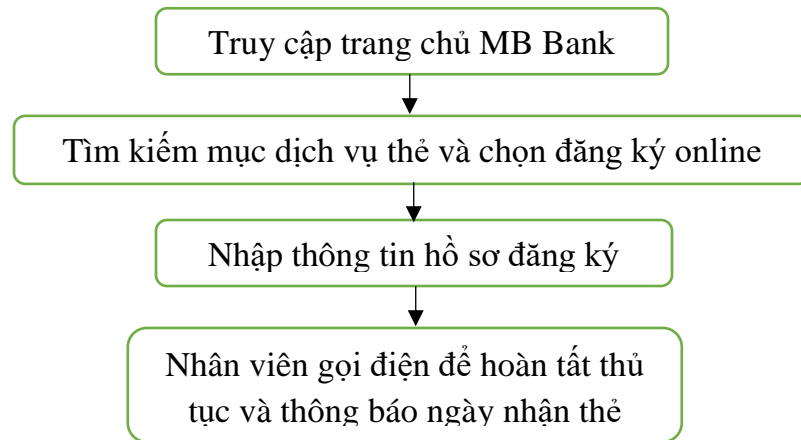 Truy cập trang chủ MB Bank
Tìm kiếm mục dịch vụ thẻ và chọn đăng ký online
Nhập thông tin hồ sơ đăng ký
Nhân viên gọi điện để hoàn tất thủ
tục và thông báo ngày nhận thẻ